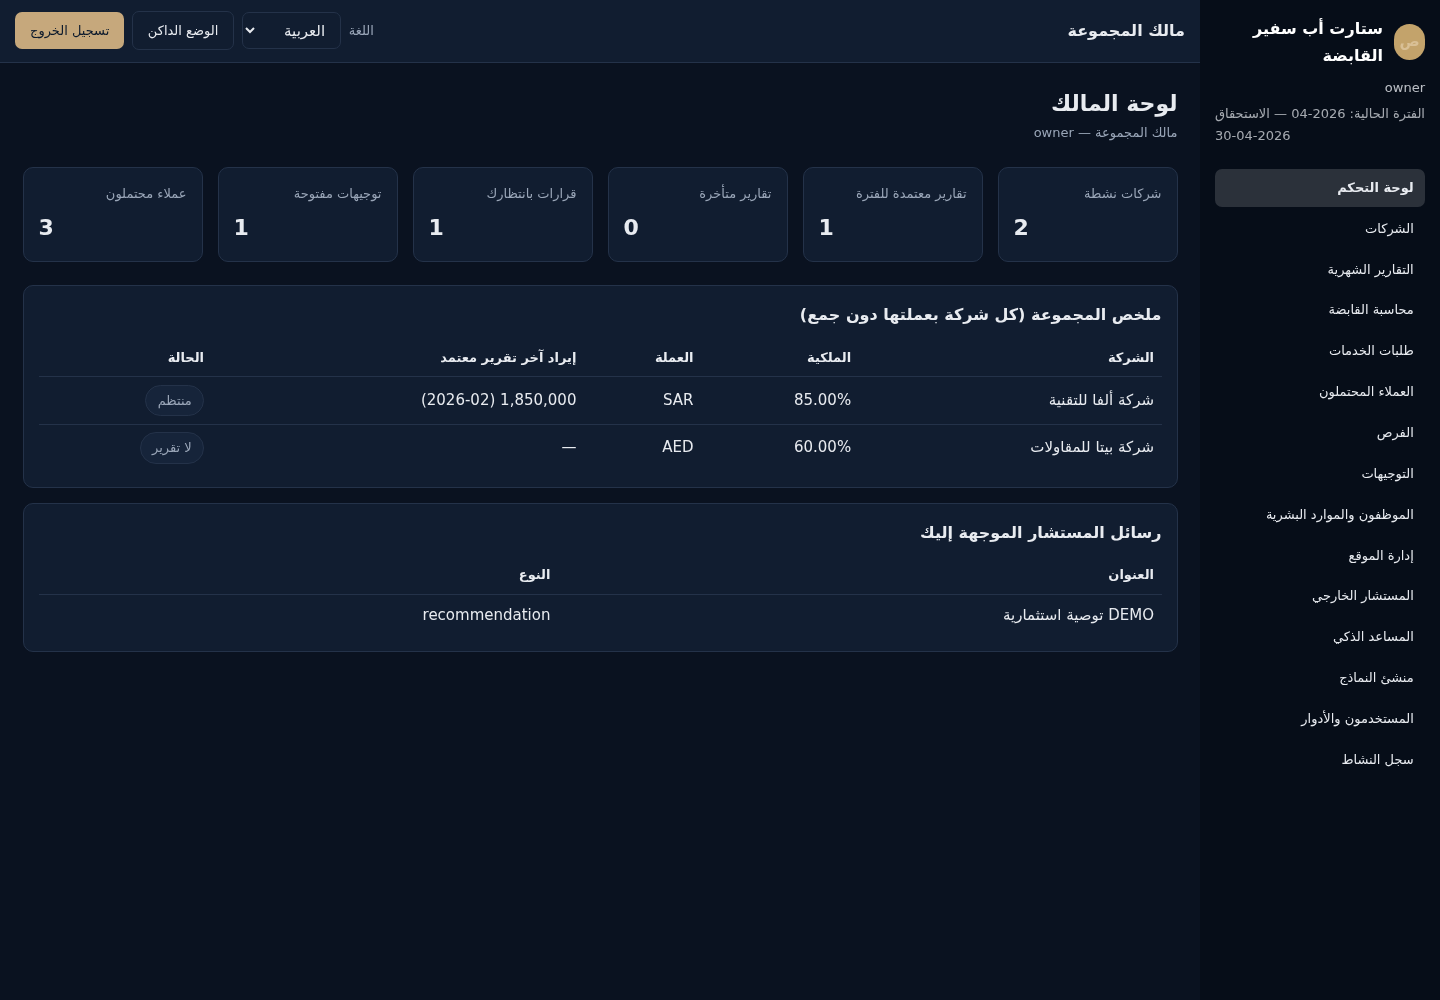 ص
ستارت أب سفير
القابضة
owner
الفترة الحالية: 2026-04 — الاستحقاق
2026-04-30
لوحة التحكم
الشركات
التقارير الشهرية
محاسبة القابضة
طلبات الخدمات
العملاء المحتملون
الفرص
التوجيهات
الموظفون والموارد البشرية
إدارة الموقع
المستشار الخارجي
المساعد الذكي
منشئ النماذج
المستخدمون والأدوار
سجل النشاط
مالك المجموعة
اللغة العربية الوضع الداكن تسجيل الخروج
لوحة المالك
مالك المجموعة — owner
شركات نشطة
2
تقارير معتمدة للفترة
1
تقارير متأخرة
0
قرارات بانتظارك
1
توجيهات مفتوحة
1
عملاء محتملون
3
ملخص المجموعة (كل شركة بعملتها دون جمع)
الشركة الملكية العملة إيراد آخر تقرير معتمد الحالة
شركة ألفا للتقنية 85.00% SAR 1,850,000 (2026-02) منتظم
شركة بيتا للمقاولات 60.00% AED — لا تقرير
رسائل المستشار الموجهة إليك
العنوان النوع
DEMO توصية استثمارية recommendation